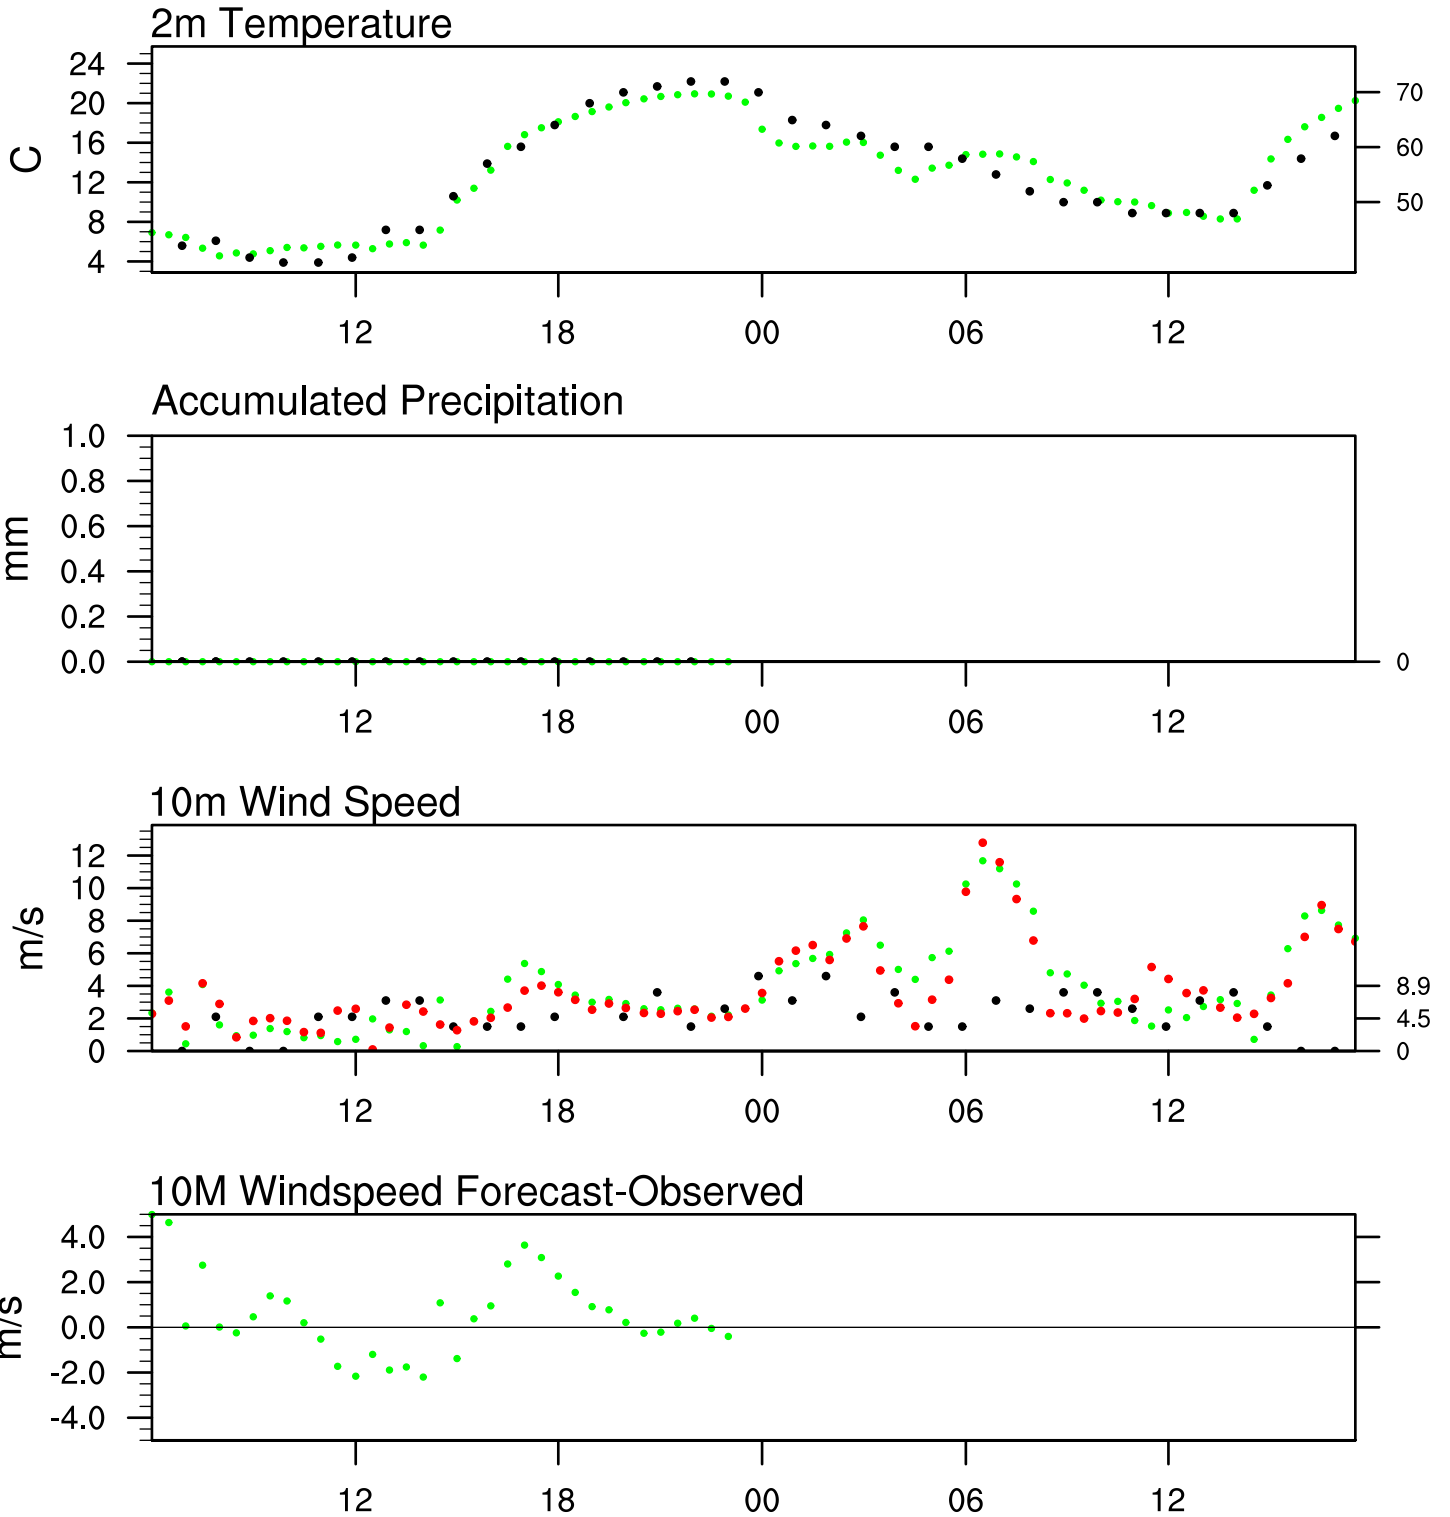 2m Temperature
24
20
16
12
8
4
C
70
60
50
12 18 00 06 12
Accumulated Precipitation
1.0
0.8
0.6
0.4
0.2
0.0
mm
0
12 18 00 06 12
10m Wind Speed
12
10
8
6
4
2
0
m/s
8.9
4.5
0
12 18 00 06 12
10M Windspeed Forecast-Observed
4.0
2.0
0.0
-2.0
-4.0
m/s
12 18 00 06 12